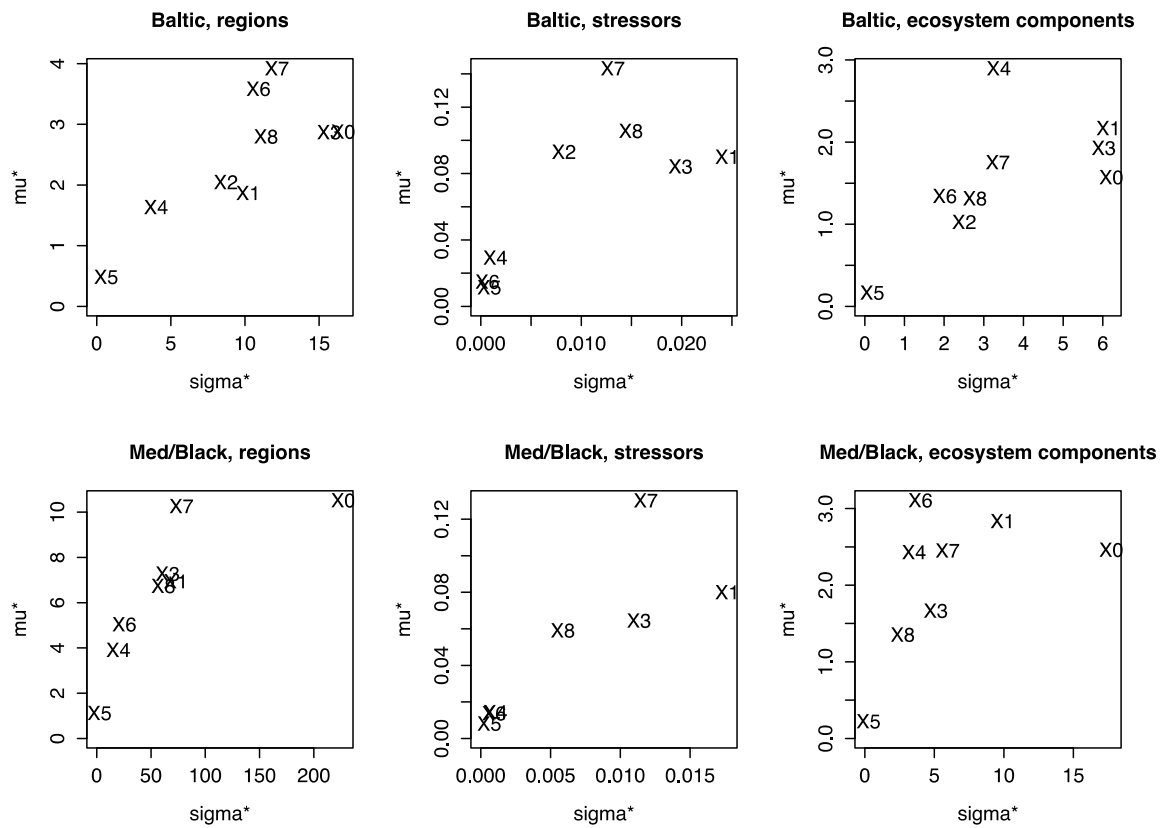 Baltic, regions
mu*
4
3
2
1
0
X7
X6
X8
X3
X0
X2
X1
X4
X5
0 5 10 15
sigma*
Baltic, stressors
mu*
0.12
0.08
0.04
0.00
X7
X8
X2
X1
X3
X4
X6
X5
0.000 0.010 0.020
sigma*
Baltic, ecosystem components
mu*
3.0
2.0
1.0
0.0
X4
X1
X3
X7
X0
X6
X8
X2
X5
0 1 2 3 4 5 6
sigma*
Med/Black, regions
mu*
10
8
6
4
2
0
X7
X0
X3
X1
X8
X6
X4
X5
0 50 100 150 200
sigma*
Med/Black, stressors
mu*
0.12
0.08
0.04
0.00
X7
X1
X3
X8
X4
X5
0.000 0.005 0.010 0.015
sigma*
Med/Black, ecosystem components
mu*
3.0
2.0
1.0
0.0
X6
X1
X4
X7
X0
X3
X8
X5
0 5 10 15
sigma*